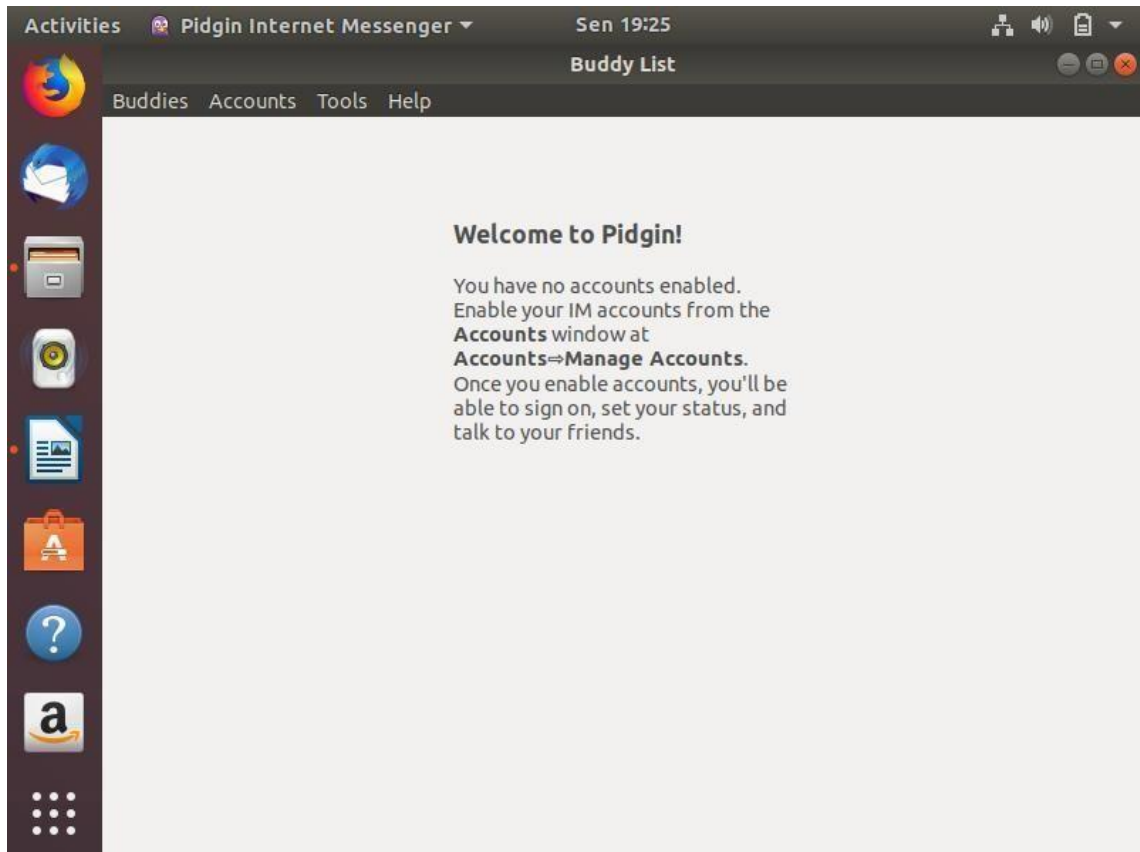 Activities Pidgin Internet Messenger Sen 19:25
Buddy List
Buddies Accounts Tools Help
Welcome to Pidgin!
You have no accounts enabled.
Enable your IM accounts from the
Accounts window at
Accounts⇨Manage Accounts.
Once you enable accounts, you'll be
able to sign on, set your status, and
talk to your friends.